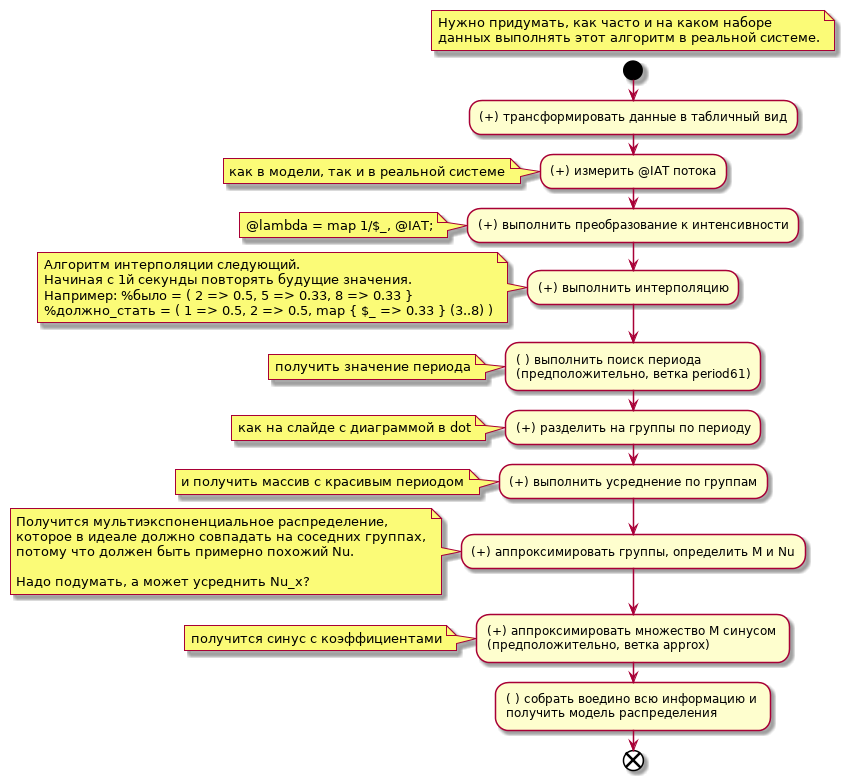 Нужно придумать, как часто и на каком наборе
данных выполнять этот алгоритм в реальной системе.
(+) трансформировать данные в табличный вид
как в модели, так и в реальной системе
(+) измерить @IAT потока
@lambda = map 1/$_, @IAT;
(+) выполнить преобразование к интенсивности
Алгоритм интерполяции следующий.
Начиная с 1й секунды повторять будущие значения.
Например: %было = ( 2 => 0.5, 5 => 0.33, 8 => 0.33 }
%должно_стать = ( 1 => 0.5, 2 => 0.5, map { $_ => 0.33 } (3..8) )
(+) выполнить интерполяцию
получить значение периода
( ) выполнить поиск периода
(предположительно, ветка period61)
как на слайде с диаграммой в dot
(+) разделить на группы по периоду
и получить массив с красивым периодом
(+) выполнить усреднение по группам
Получится мультиэкспоненциальное распределение,
которое в идеале должно совпадать на соседних группах,
потому что должен быть примерно похожий Nu.
Надо подумать, а может усреднить Nu_x?
(+) аппроксимировать группы, определить M и Nu
получится синус с коэффициентами
(+) аппроксимировать множество M синусом
(предположительно, ветка approx)
( ) собрать воедино всю информацию и
получить модель распределения